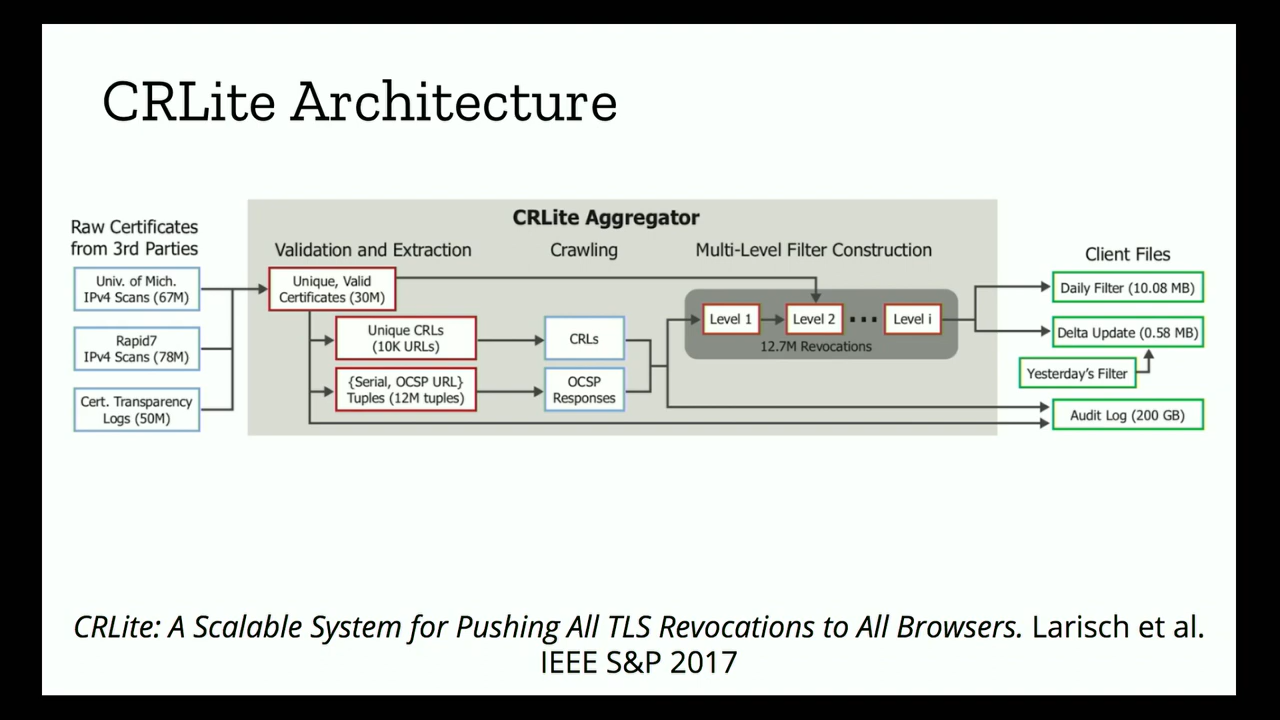 CRLite Architecture
CRLite Aggregator
Raw Certificates
from 3rd Parties
Validation and Extraction
Crawling
Multi-Level Filter Construction
Client Files
Univ. of Mich.
IPv4 Scans (67M)
Rapid7
IPv4 Scans (78M)
Cert. Transparency
Logs (50M)
Unique, Valid
Certificates (30M)
Unique CRLs
(10K URLs)
{Serial, OCSP URL}
Tuples (12M tuples)
CRLs
OCSP
Responses
Level 1
Level 2
...
Level i
12.7M Revocations
Daily Filter (10.08 MB)
Delta Update (0.58 MB)
Yesterday's Filter
Audit Log (200 GB)
CRLite: A Scalable System for Pushing All TLS Revocations to All Browsers. Larisch et al.
IEEE S&P 2017